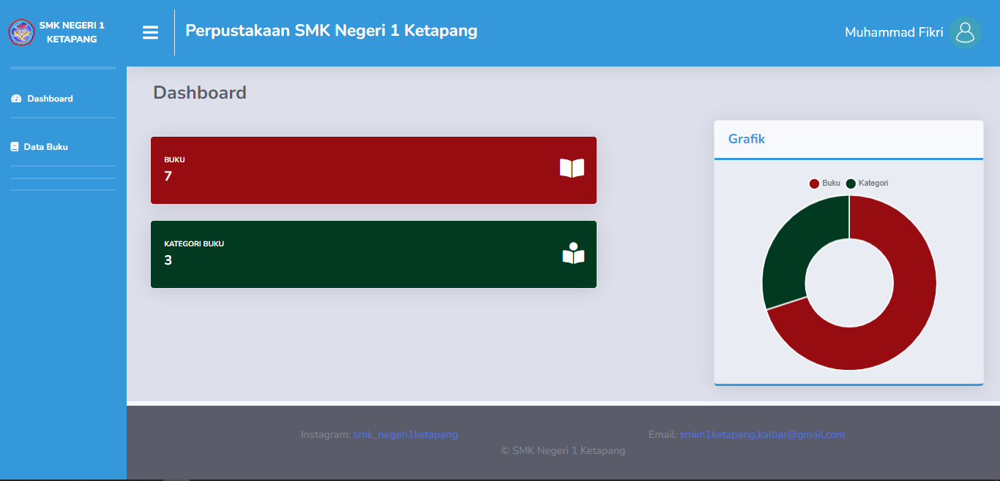 SMK NEGERI 1
KETAPANG
Perpustakaan SMK Negeri 1 Ketapang
Muhammad Fikri
Dashboard
Data Buku
Dashboard
BUKU
7
KATEGORI BUKU
3
Grafik
Buku Kategori
Instagram: smk_negeri1ketapang
Email: smkn1ketapang.kalbar@gmail.com
© SMK Negeri 1 Ketapang